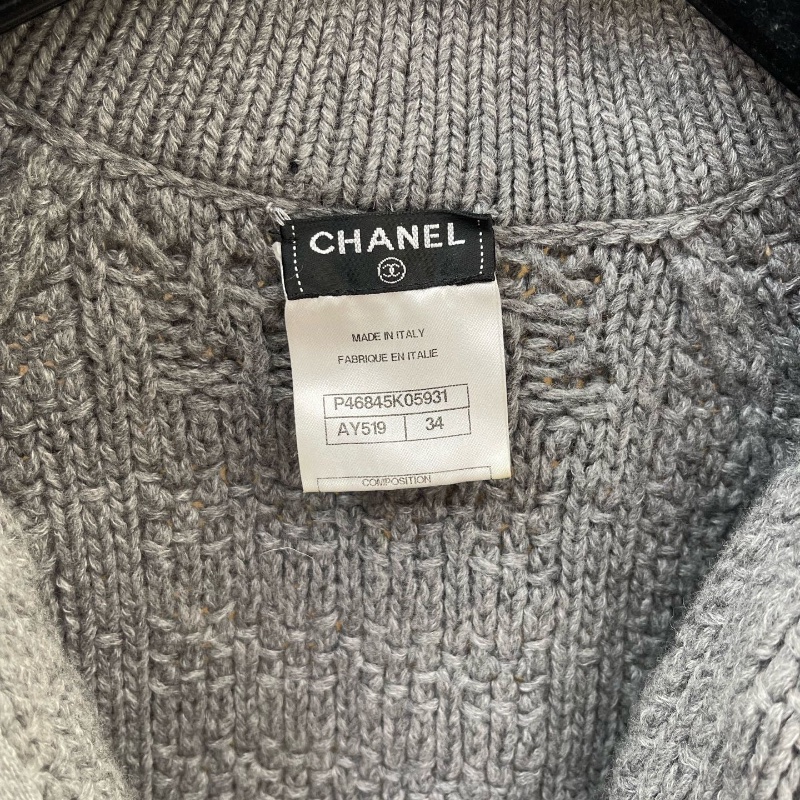 CHANEL
MADE IN ITALY
FABRIQUE EN ITALIE
P46845K05931
AY519 34
COMPOSITION